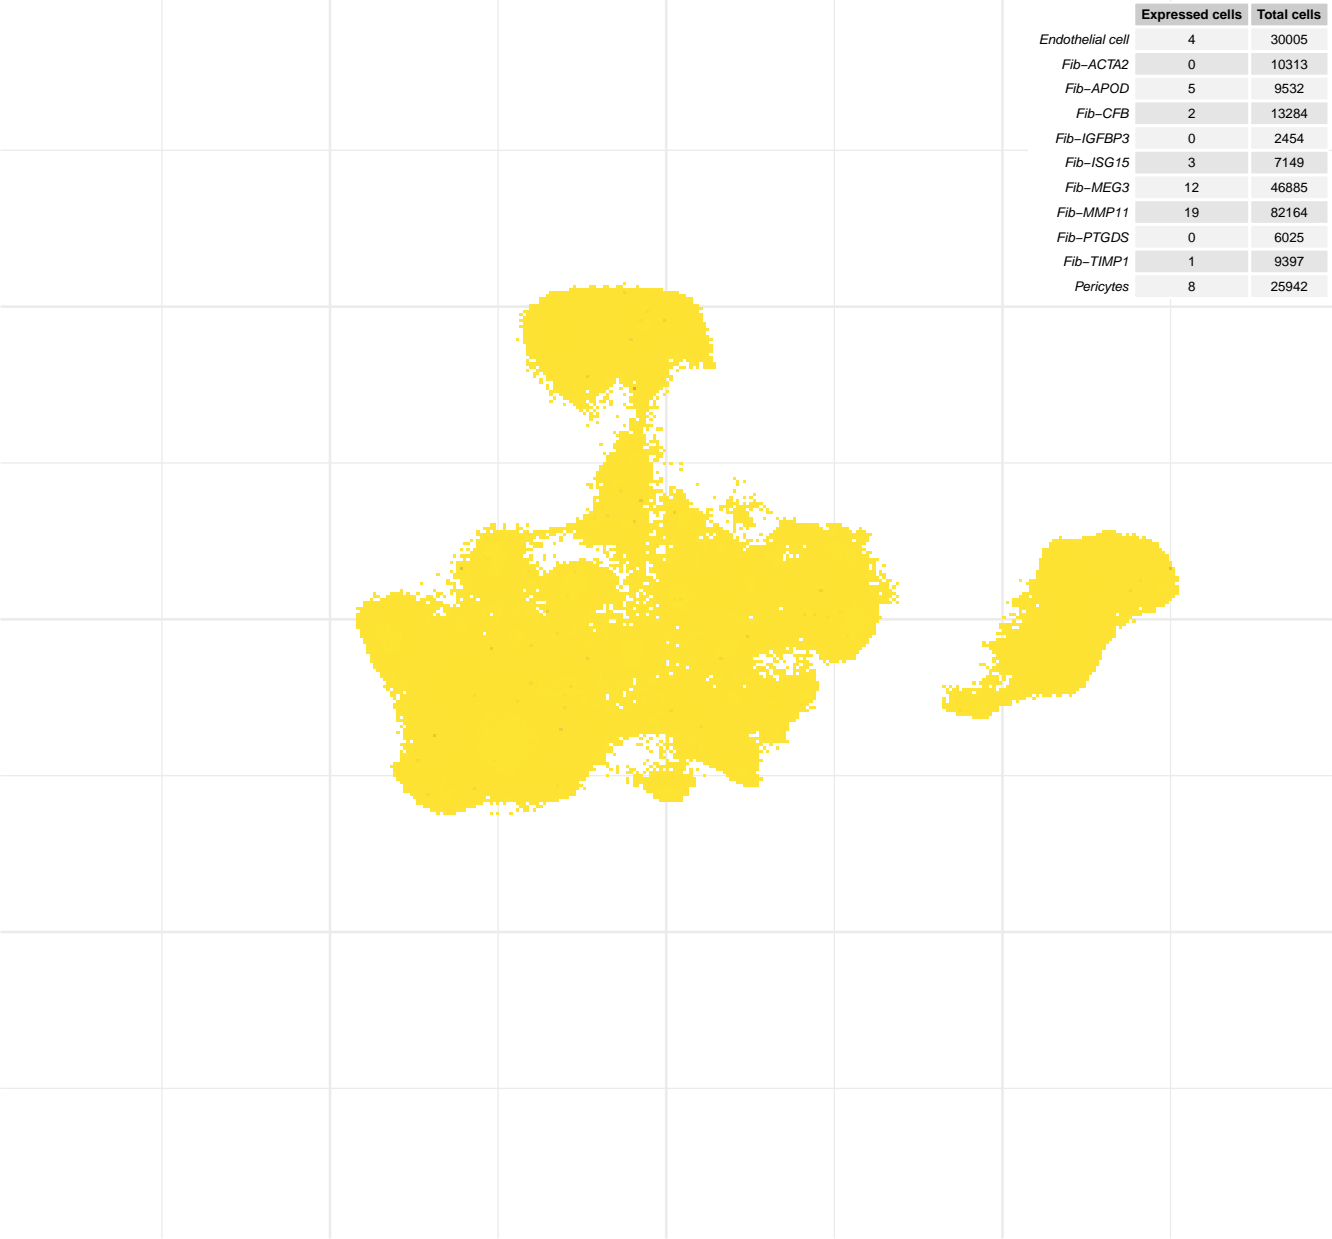 Expressed cells Total cells
Endothelial cell 4 30005
Fib−ACTA2 0 10313
Fib−APOD 5 9532
Fib−CFB 2 13284
Fib−IGFBP3 0 2454
Fib−ISG15 3 7149
Fib−MEG3 12 46885
Fib−MMP11 19 82164
Fib−PTGDS 0 6025
Fib−TIMP1 1 9397
Pericytes 8 25942